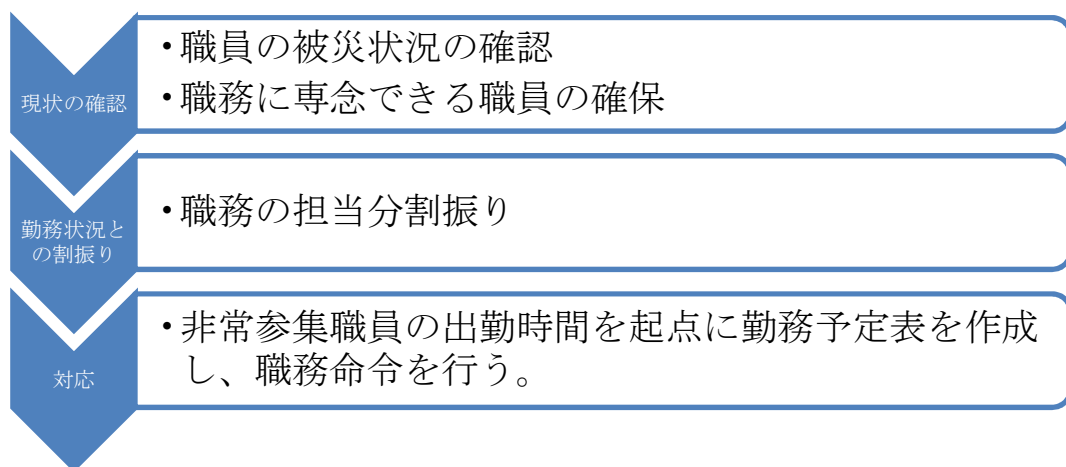 現状の確認
・職員の被災状況の確認
・職務に専念できる職員の確保
勤務状況と
の割振り
・職務の担当分割振り
対応
・非常参集職員の出勤時間を起点に勤務予定表を作成
し、職務命令を行う。